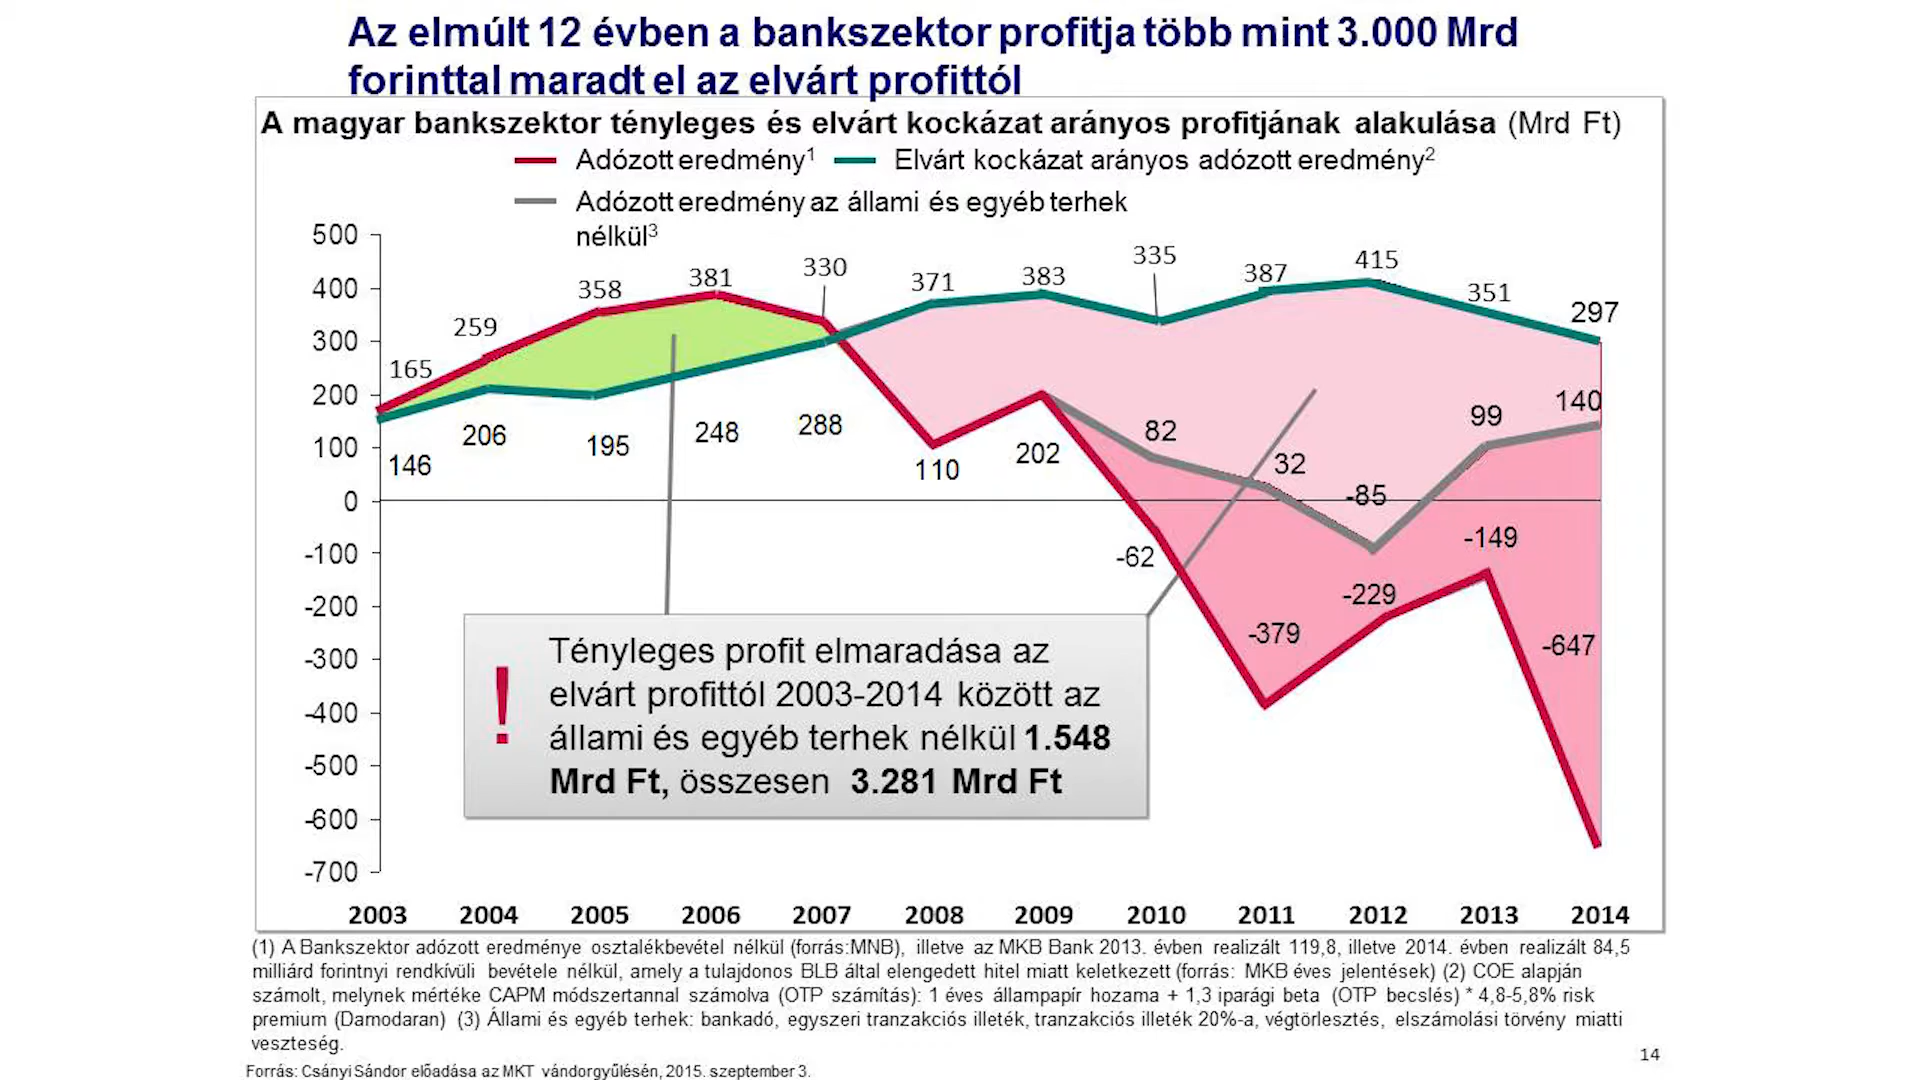 Az elmúlt 12 évben a bankszektor profitja több mint 3.000 Mrd
forinttal maradt el az elvárt profittól
A magyar bankszektor tényleges és elvárt kockázat arányos profitjának alakulása (Mrd Ft)
Adózott eredmény¹ Elvárt kockázat arányos adózott eredmény²
Adózott eredmény az állami és egyéb terhek
nélkül³
500
400
300
200
100
0
-100
-200
-300
-400
-500
-600
-700
165 259 358 381 330 371 383 335 387 415 351 297
146 206 195 248 288 110 202 82 32 -85 99 140
-62 -379 -229 -149 -647
! Tényleges profit elmaradása az
elvárt profittól 2003-2014 között az
állami és egyéb terhek nélkül 1.548
Mrd Ft, összesen 3.281 Mrd Ft
2003 2004 2005 2006 2007 2008 2009 2010 2011 2012 2013 2014
(1) A Bankszektor adózott eredménye osztalékbevétel nélkül (forrás:MNB), illetve az MKB Bank 2013. évben realizált 119,8, illetve 2014. évben realizált 84,5
milliárd forintnyi rendkívüli bevétele nélkül, amely a tulajdonos BLB által elengedett hitel miatt keletkezett (forrás: MKB éves jelentések) (2) COE alapján
számolt, melynek mértéke CAPM módszertannal számolva (OTP számítás): 1 éves állampapír hozama + 1,3 iparági beta (OTP becslés) * 4,8-5,8% risk
premium (Damodaran) (3) Állami és egyéb terhek: bankadó, egyszeri tranzakciós illeték, tranzakciós illeték 20%-a, végtörlesztés, elszámolási törvény miatti
veszteség.
14
Forrás: Csányi Sándor előadása az MKT vándorgyűlésén, 2015. szeptember 3.